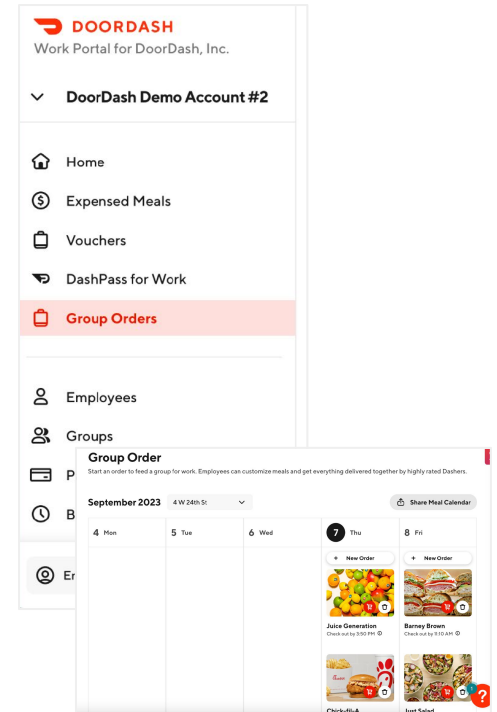 DOORDASH
Work Portal for DoorDash, Inc.
DoorDash Demo Account #2
Home
Expensed Meals
Vouchers
DashPass for Work
Group Orders
Employees
Groups
P
B
Er
Group Order
Start an order to feed a group for work. Employees can customize meals and get everything delivered together by highly rated Dashers.
September 2023 4 W 24th St Share Meal Calendar
4 Mon 5 Tue 6 Wed 7 Thu 8 Fri
+ New Order + New Order
Juice Generation Barney Brown
Check out by 3:50 PM Check out by 9:10 AM
Chick-fil-A Just Salad
1
?